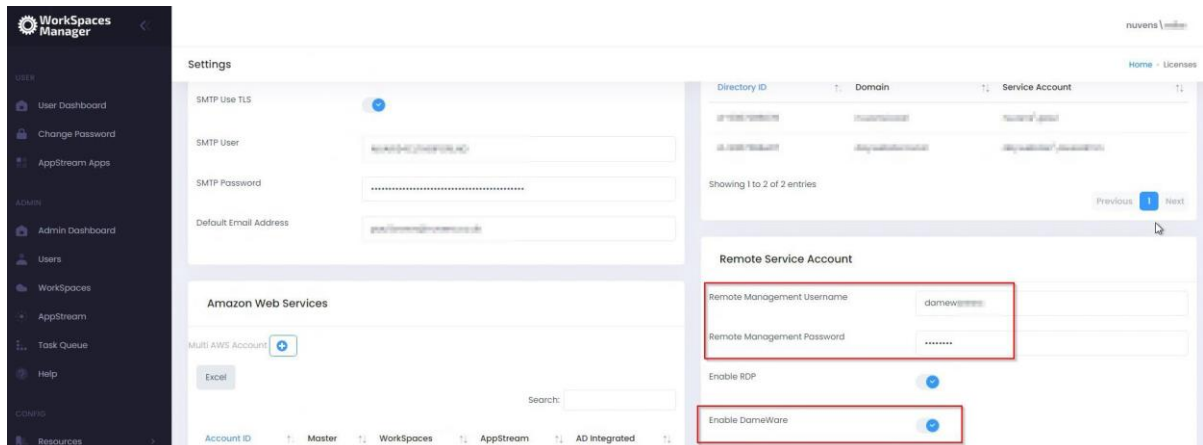 WorkSpaces
Manager
nuvens\
Settings
Home - Licenses
USER
User Dashboard
Change Password
AppStream Apps
ADMIN
Admin Dashboard
Users
WorkSpaces
AppStream
Task Queue
Help
CONFIG
Resources
SMTP Use TLS
SMTP User
SMTP Password
Default Email Address
Amazon Web Services
Multi AWS Account
Excel
Search:
Account ID Master WorkSpaces AppStream AD Integrated
Directory ID Domain Service Account
Showing 1 to 2 of 2 entries
Previous 1 Next
Remote Service Account
Remote Management Username
Remote Management Password
Enable RDP
Enable DameWare